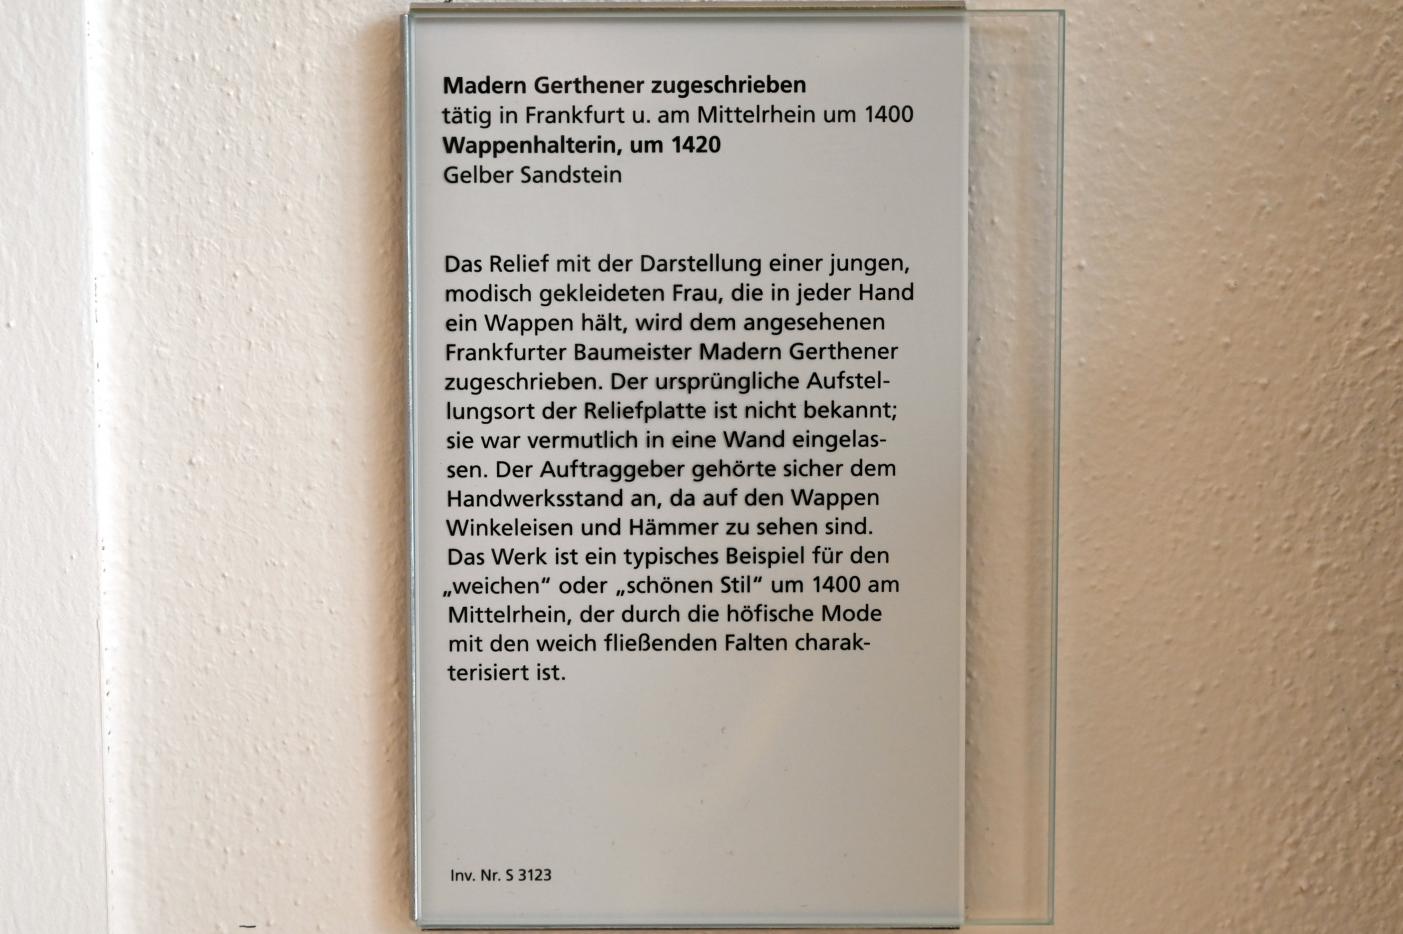 Madern Gerthener zugeschrieben
tätig in Frankfurt u. am Mittelrhein um 1400
Wappenhalterin, um 1420
Gelber Sandstein
Das Relief mit der Darstellung einer jungen,
modisch gekleideten Frau, die in jeder Hand
ein Wappen hält, wird dem angesehenen
Frankfurter Baumeister Madern Gerthener
zugeschrieben. Der ursprüngliche Aufstel-
lungsort der Reliefplatte ist nicht bekannt;
sie war vermutlich in eine Wand eingelas-
sen. Der Auftraggeber gehörte sicher dem
Handwerksstand an, da auf den Wappen
Winkeleisen und Hämmer zu sehen sind.
Das Werk ist ein typisches Beispiel für den
„weichen“ oder „schönen Stil“ um 1400 am
Mittelrhein, der durch die höfische Mode
mit den weich fließenden Falten charak-
terisiert ist.
Inv. Nr. S 3123